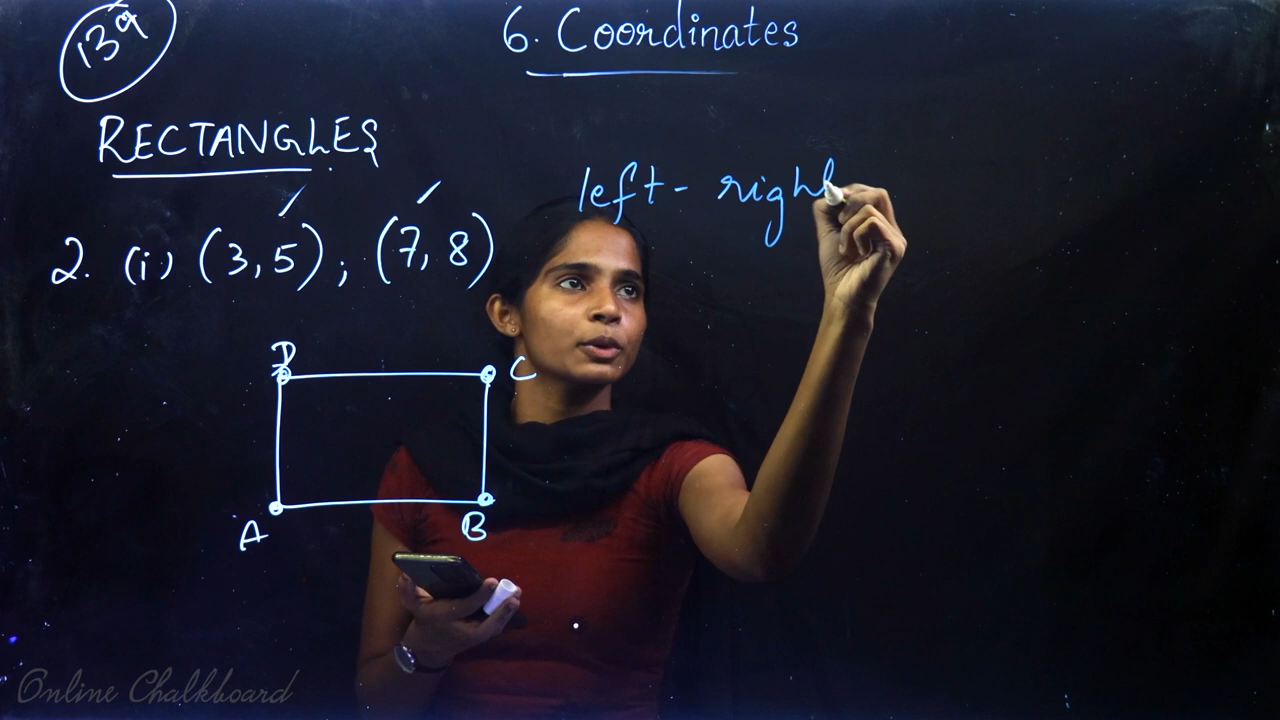 139
6. Coordinates
RECTANGLES
left - right
2. (i) (3,5) ; (7,8)
D
C
A
B
Online Chalkboard